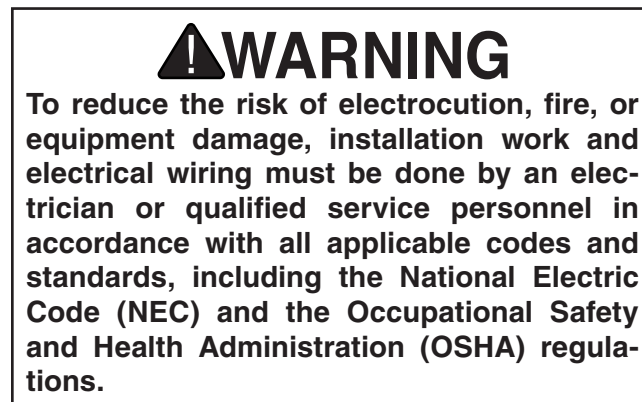 WARNING
To reduce the risk of electrocution, fire, or
equipment damage, installation work and
electrical wiring must be done by an elec-
trician or qualified service personnel in
accordance with all applicable codes and
standards, including the National Electric
Code (NEC) and the Occupational Safety
and Health Administration (OSHA) regula-
tions.